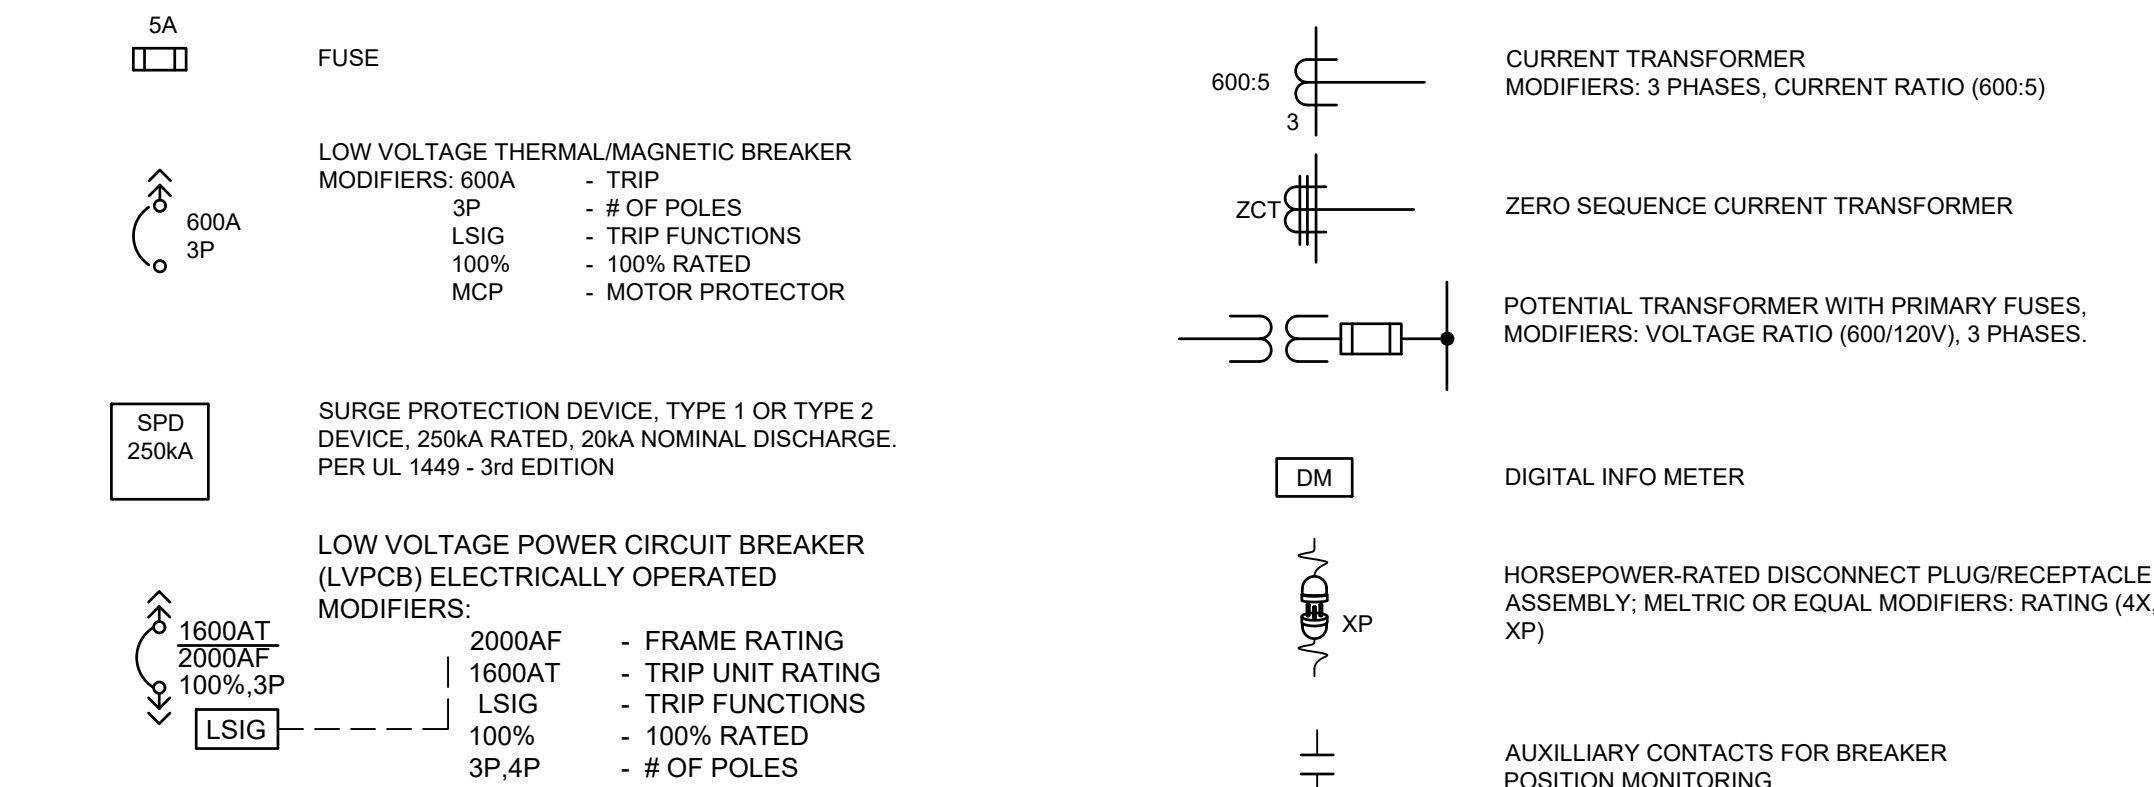 5A
FUSE
LOW VOLTAGE THERMAL/MAGNETIC BREAKER
MODIFIERS: 600A - TRIP
3P - # OF POLES
LSIG - TRIP FUNCTIONS
100% - 100% RATED
MCP - MOTOR PROTECTOR
600A
3P
SPD
250kA
SURGE PROTECTION DEVICE, TYPE 1 OR TYPE 2
DEVICE, 250kA RATED, 20kA NOMINAL DISCHARGE.
PER UL 1449 - 3rd EDITION
LOW VOLTAGE POWER CIRCUIT BREAKER
(LVPCB) ELECTRICALLY OPERATED
MODIFIERS:
2000AF - FRAME RATING
1600AT - TRIP UNIT RATING
LSIG - TRIP FUNCTIONS
100% - 100% RATED
3P,4P - # OF POLES
1600AT
2000AF
100%,3P
LSIG
600:5
3
CURRENT TRANSFORMER
MODIFIERS: 3 PHASES, CURRENT RATIO (600:5)
ZCT
ZERO SEQUENCE CURRENT TRANSFORMER
POTENTIAL TRANSFORMER WITH PRIMARY FUSES,
MODIFIERS: VOLTAGE RATIO (600/120V), 3 PHASES.
DM
DIGITAL INFO METER
XP
HORSEPOWER-RATED DISCONNECT PLUG/RECEPTACLE
ASSEMBLY; MELTRIC OR EQUAL MODIFIERS: RATING (4X,
XP)
AUXILLIARY CONTACTS FOR BREAKER
POSITION MONITORING